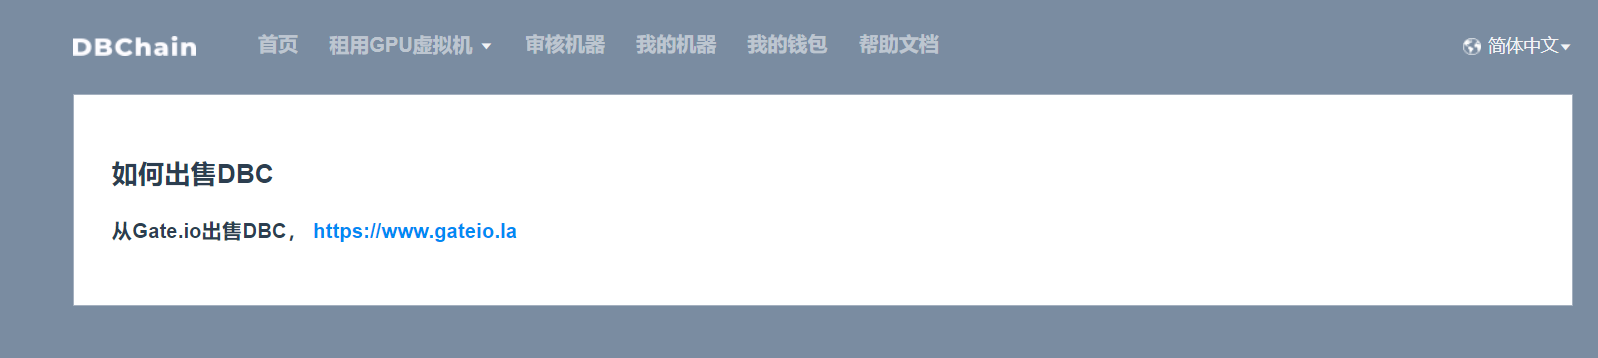 DBChain 首页 租用GPU虚拟机 审核机器 我的机器 我的钱包 帮助文档 简体中文
如何出售DBC
从Gate.io出售DBC， https://www.gateio.la